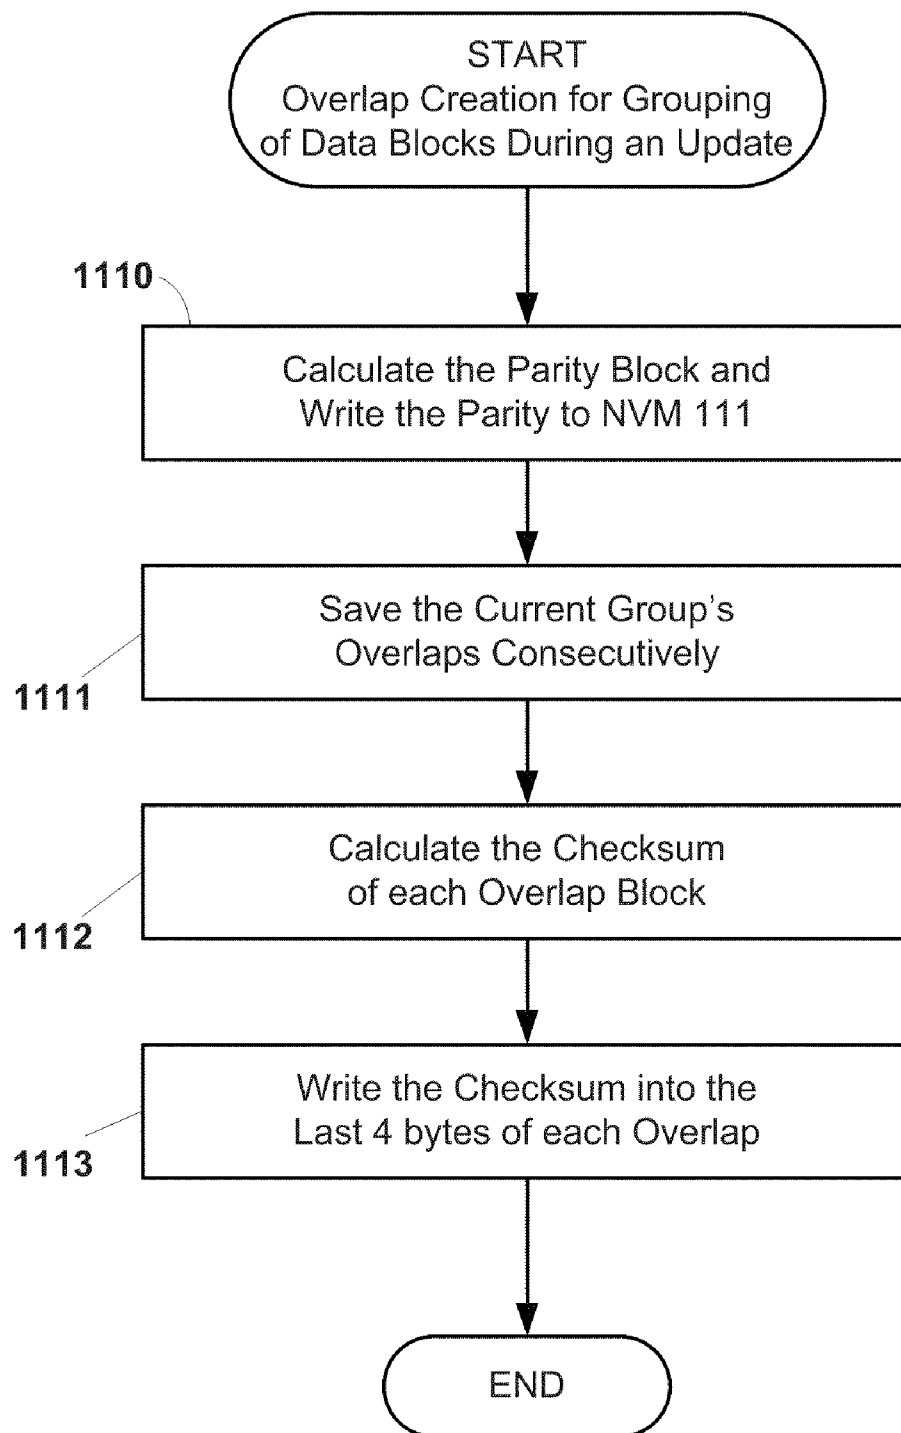 START
Overlap Creation for Grouping
of Data Blocks During an Update
1110
Calculate the Parity Block and
Write the Parity to NVM 111
Save the Current Group's
Overlaps Consecutively
1111
Calculate the Checksum
of each Overlap Block
1112
Write the Checksum into the
Last 4 bytes of each Overlap
1113
END